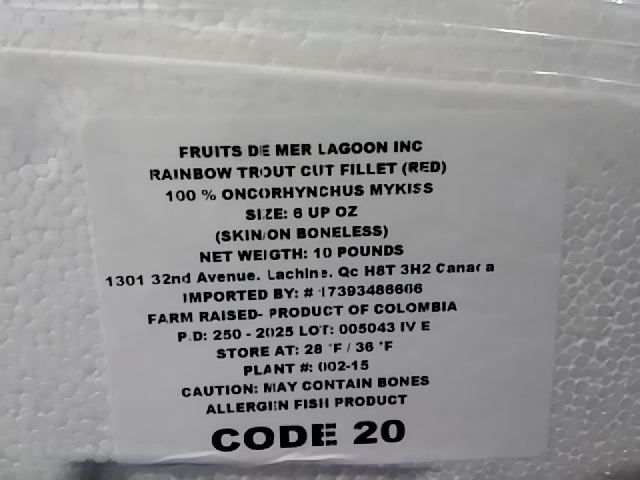 FRUITS DE MER LAGOON INC
RAINBOW TROUT CUT FILLET (RED)
100 % ONCORHYNCHUS MYKISS
SIZE: 6 UP OZ
(SKIN/ON BONELESS)
NET WEIGTH: 10 POUNDS
1301 32nd Avenue. Lachine. Qc H8T 3H2 Canada
IMPORTED BY: # 17393486666
FARM RAISED- PRODUCT OF COLOMBIA
P.D: 250 - 2025 LOT: 005043 IV E
STORE AT: 28 °F / 36 °F
PLANT #: 002-15
CAUTION: MAY CONTAIN BONES
ALLERGEN FISH PRODUCT
CODE 20